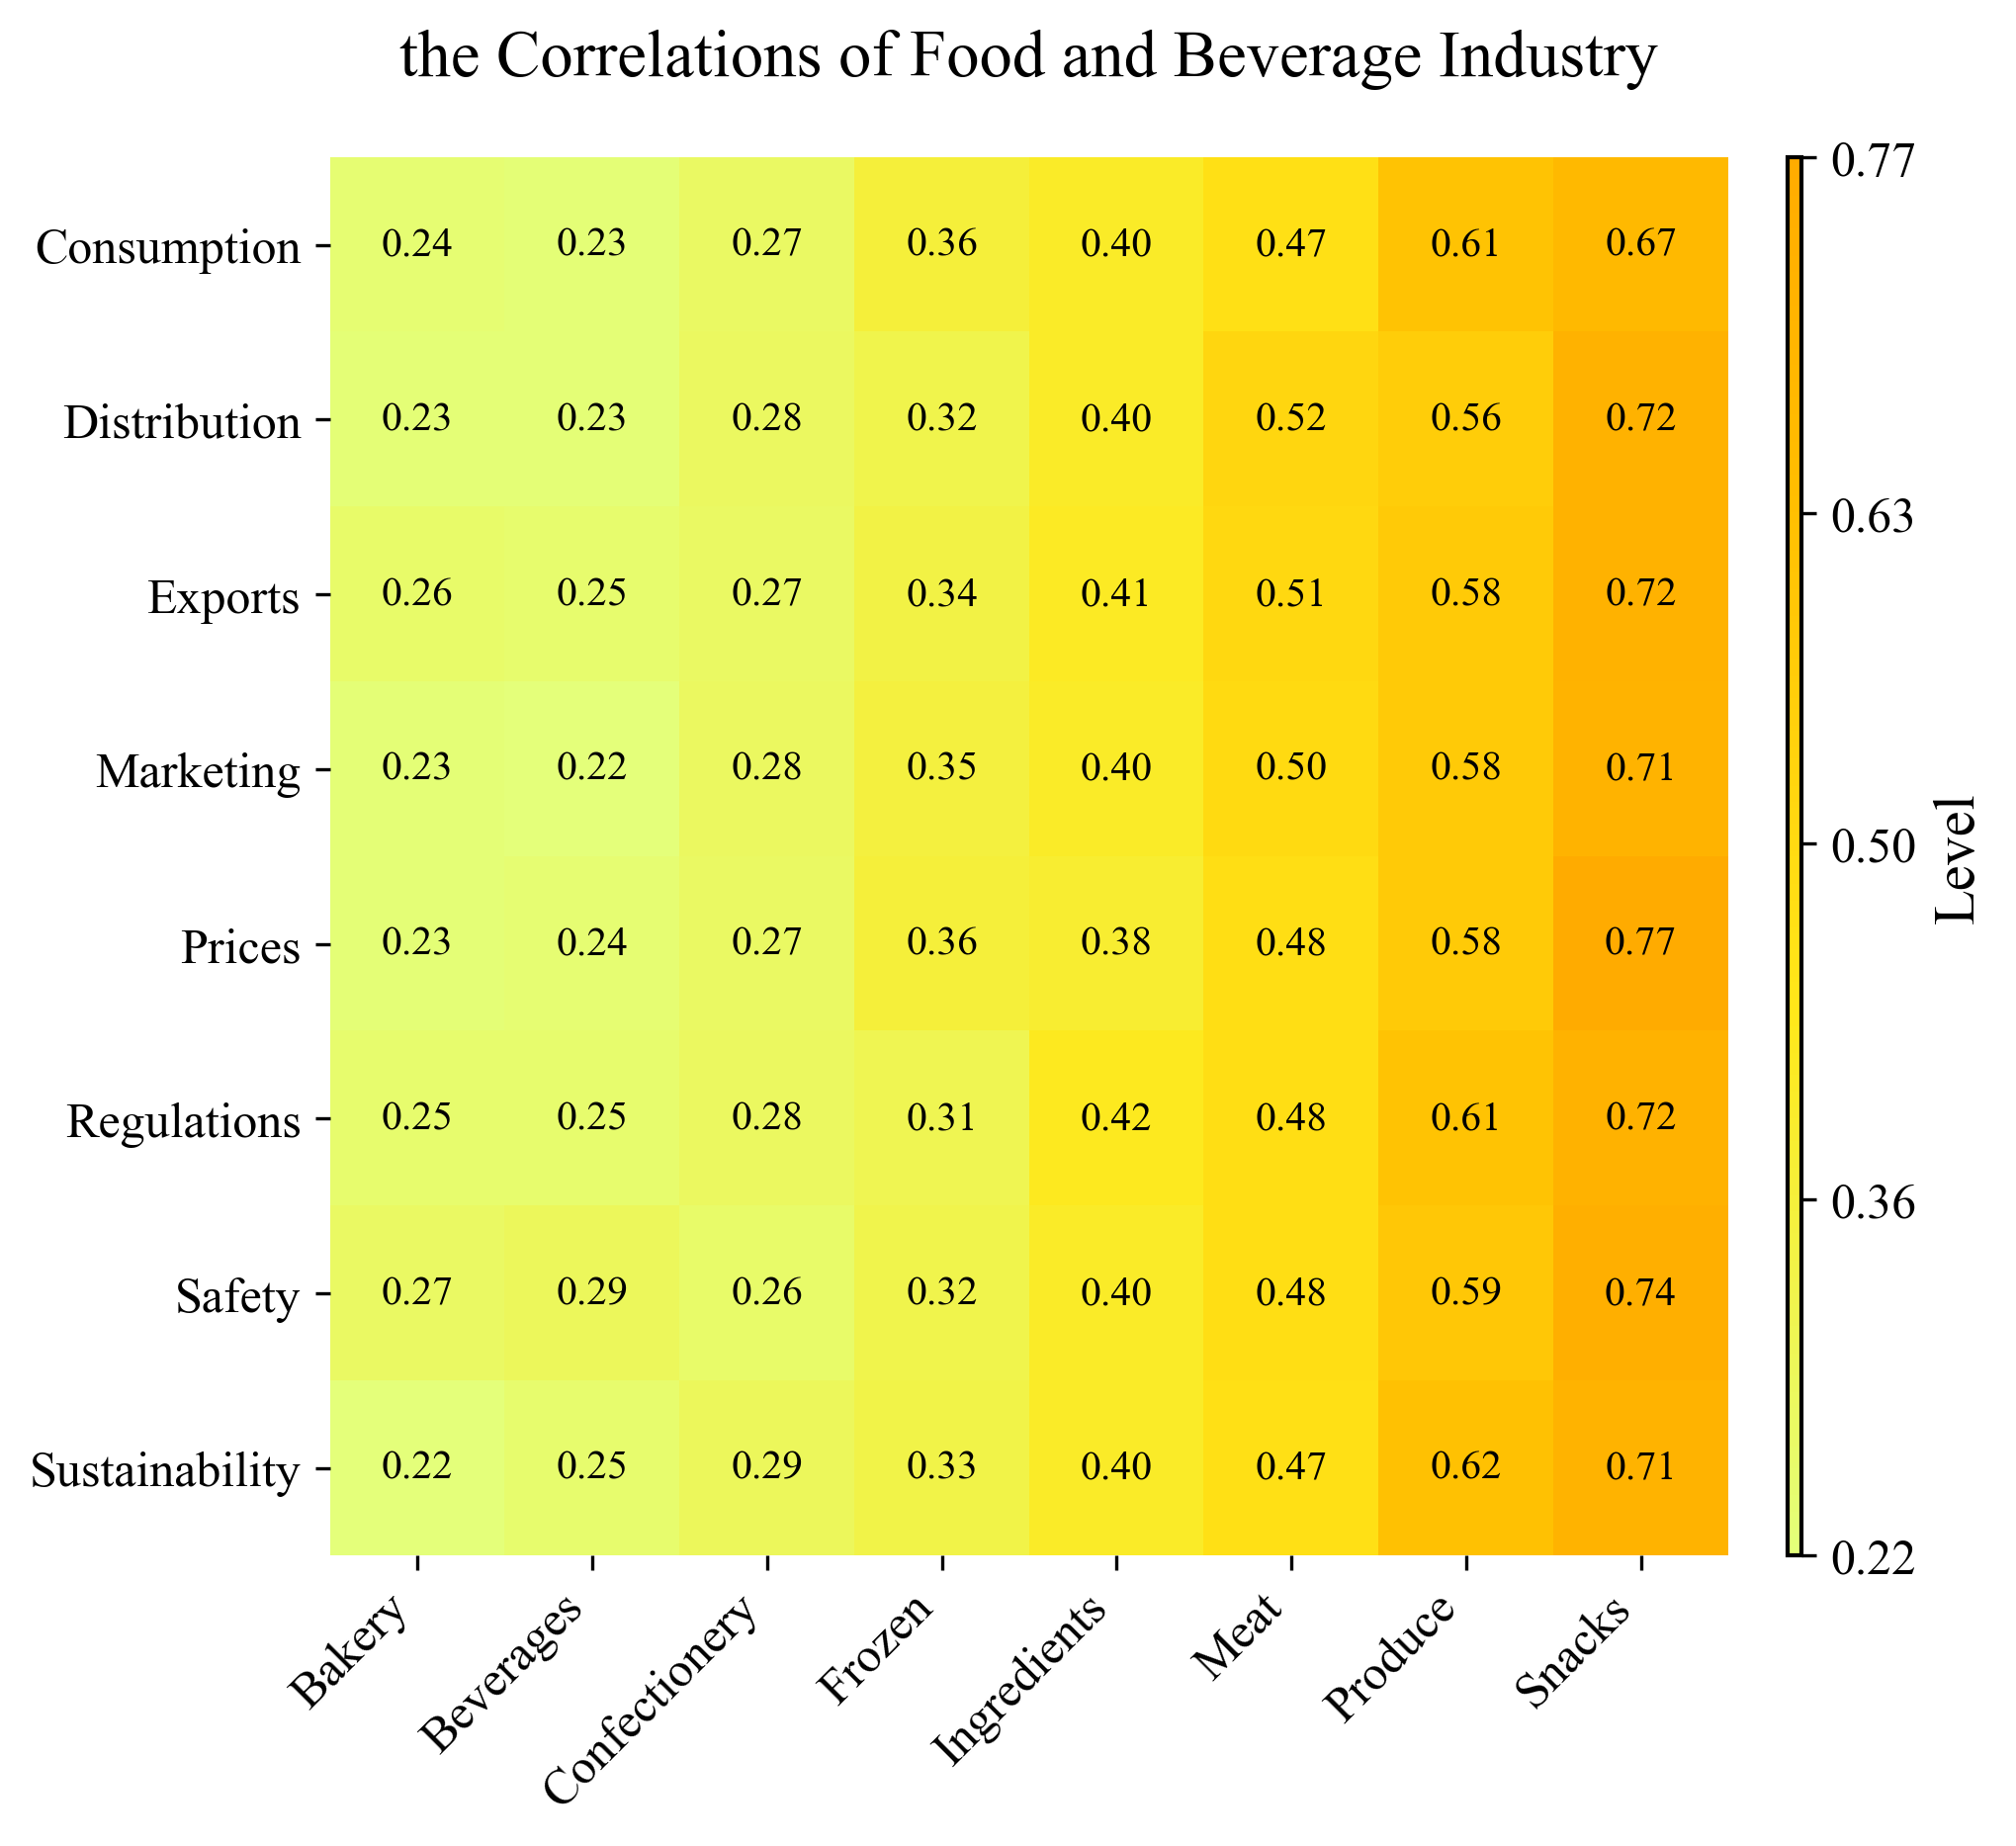 the Correlations of Food and Beverage Industry
Consumption 0.24 0.23 0.27 0.36 0.40 0.47 0.61 0.67
Distribution 0.23 0.23 0.28 0.32 0.40 0.52 0.56 0.72
Exports 0.26 0.25 0.27 0.34 0.41 0.51 0.58 0.72
Marketing 0.23 0.22 0.28 0.35 0.40 0.50 0.58 0.71
Prices 0.23 0.24 0.27 0.36 0.38 0.48 0.58 0.77
Regulations 0.25 0.25 0.28 0.31 0.42 0.48 0.61 0.72
Safety 0.27 0.29 0.26 0.32 0.40 0.48 0.59 0.74
Sustainability 0.22 0.25 0.29 0.33 0.40 0.47 0.62 0.71
Bakery
Beverages
Confectionery
Frozen
Ingredients
Meat
Produce
Snacks
0.77
0.63
0.50
0.36
0.22
Level